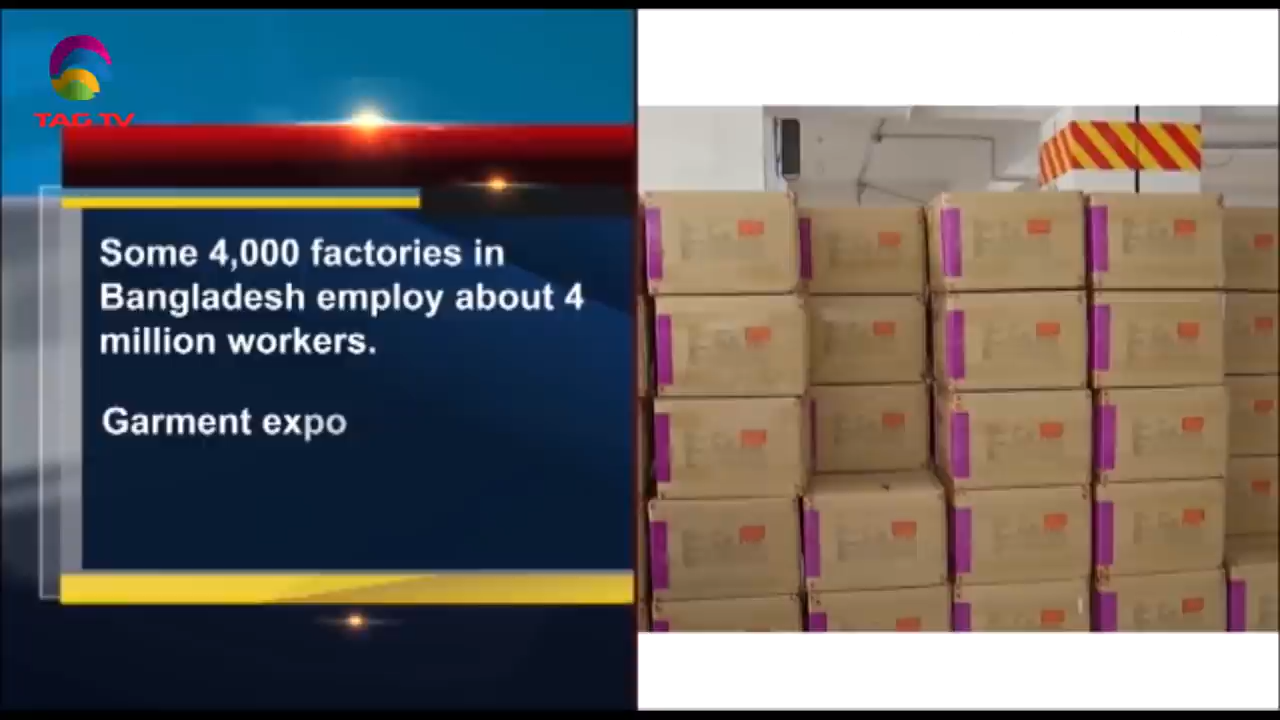 TAG TV
Some 4,000 factories in
Bangladesh employ about 4
million workers.
Garment expo